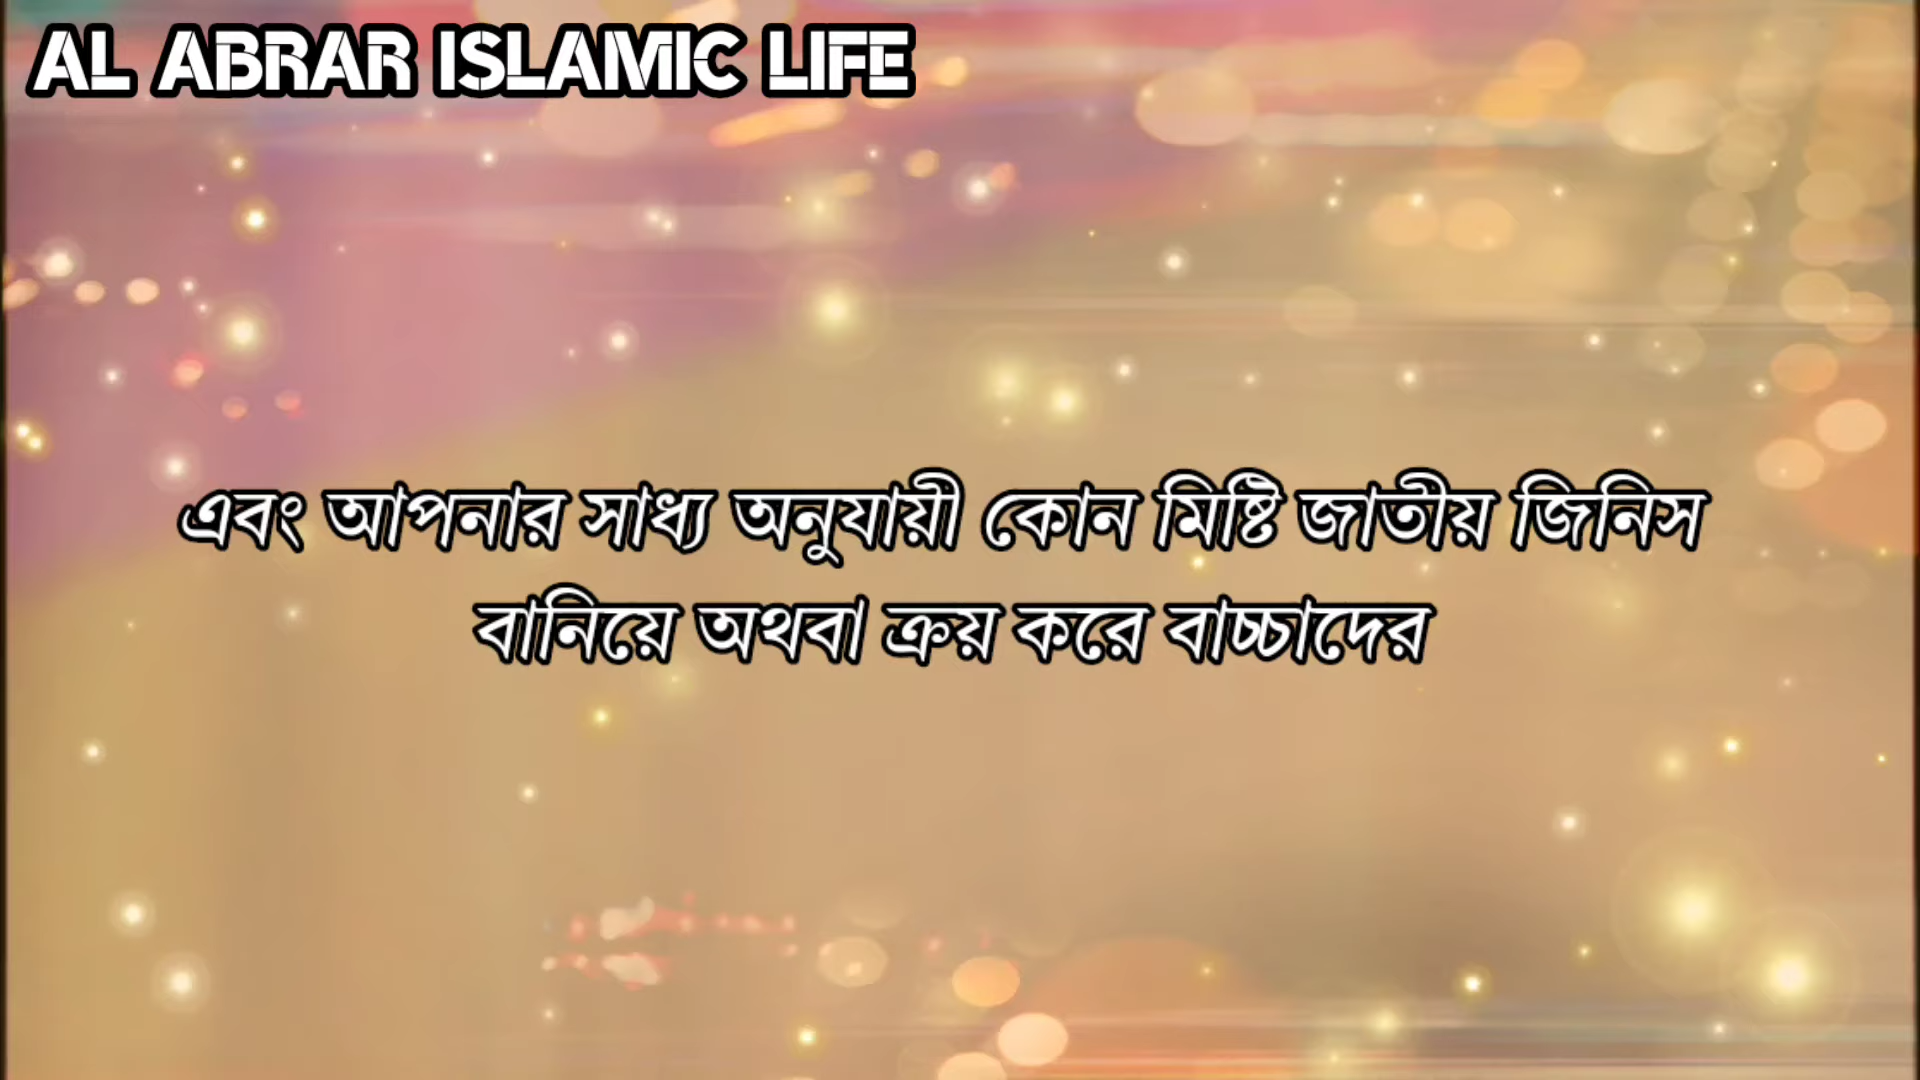 AL ABRAR ISLAMIC LIFE
এবং আপনার সাধ্য অনুযায়ী কোন মিষ্টি জাতীয় জিনিস
বানিয়ে অথবা ক্রয় করে বাচ্চাদের